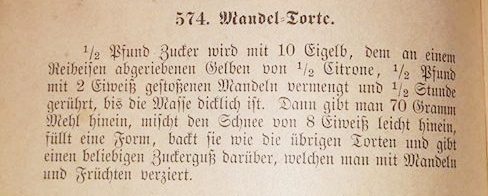 574. Mandel-Torte.
1/2 Pfund Zucker wird mit 10 Eigelb, dem an einem
Reibeisen abgeriebenen Gelben von 1/2 Citrone, 1/2 Pfund
mit 2 Eiweiß gestoßenen Mandeln vermengt und 1/2 Stunde
gerührt, bis die Masse dicklich ist. Dann gibt man 70 Gramm
Mehl hinein, mischt den Schnee von 8 Eiweiß leicht hinein,
füllt eine Form, backt sie wie die übrigen Torten und gibt
einen beliebigen Zuckerguß darüber, welchen man mit Mandeln
und Früchten verziert.